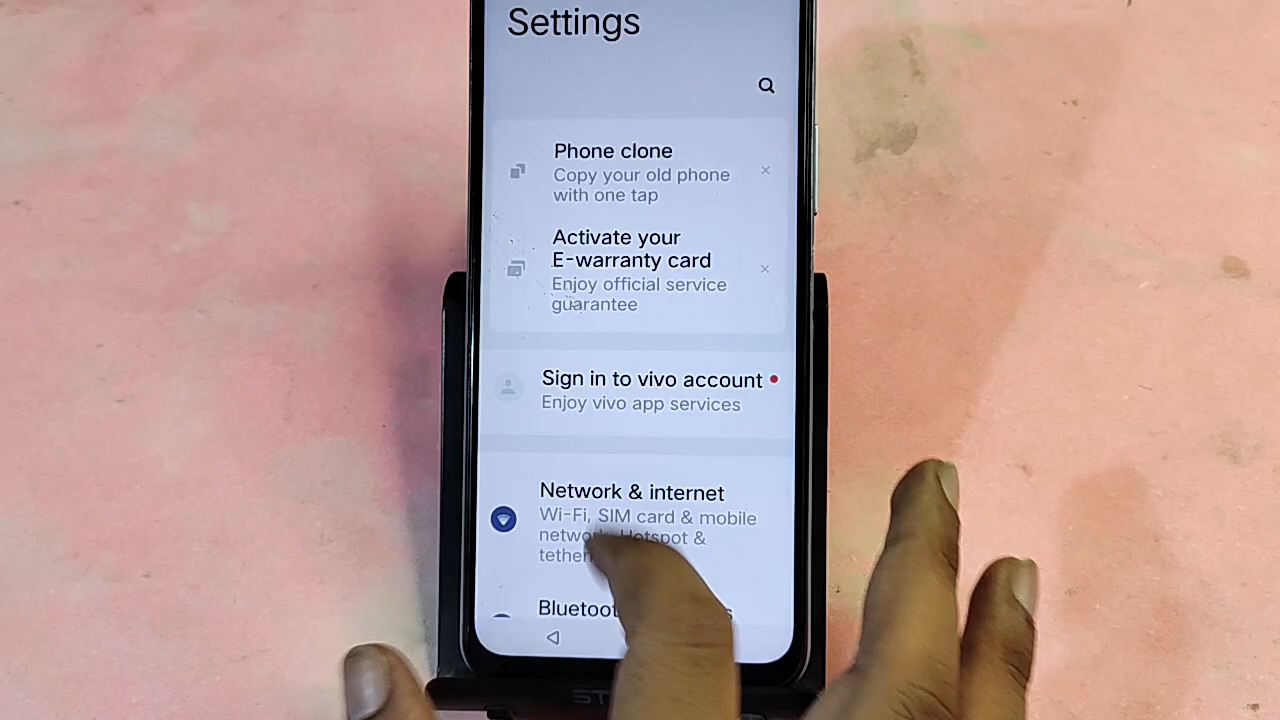 Settings
Phone clone
Copy your old phone
with one tap
Activate your
E-warranty card
Enjoy official service
guarantee
Sign in to vivo account
Enjoy vivo app services
Network & internet
Wi-Fi, SIM card & mobile
Hotspot &